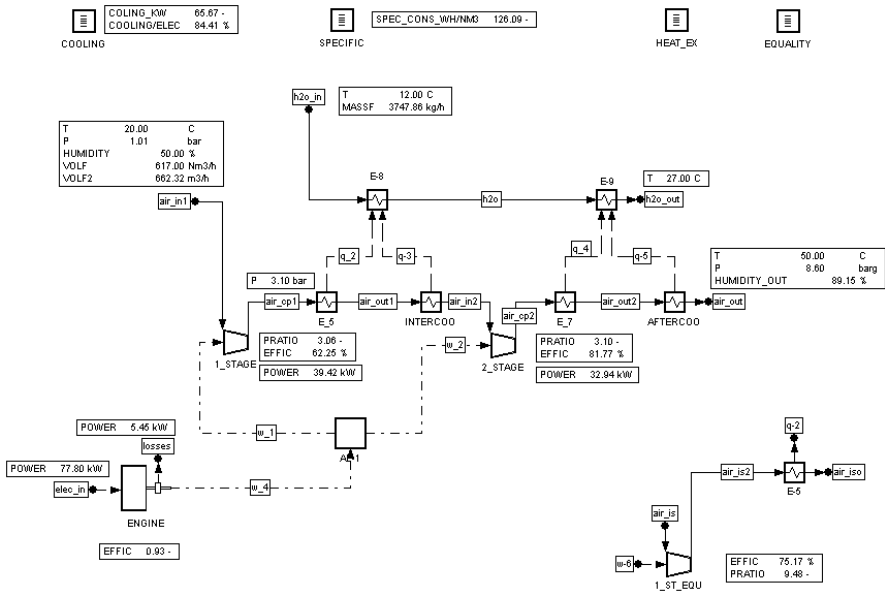 COLING_KW 65.67 -
COOLING/ELEC 84.41 %
COOLING
SPEC_CONS_WH/NM3 126.09 -
SPECIFIC
HEAT_EX
EQUALITY
h2o_in
T 12.00 C
MASSF 3747.86 kg/h
T 20.00 C
P 1.01 bar
HUMIDITY 50.00 %
VOLF 617.00 Nm3/h
VOLF2 662.32 m3/h
air_in1
E-8
h2o
E-9
T 27.00 C
h2o_out
q_2
q-3
q_4
q-5
T 50.00 C
P 8.60 barg
HUMIDITY_OUT 89.15 %
P 3.10 bar
air_cp1
air_out1
air_in2
air_cp2
air_out2
air_out
E_5
INTERCOO
E_7
AFTERCOO
1_STAGE
PRATIO 3.06 -
EFFIC 62.25 %
POWER 39.42 kW
w_2
2_STAGE
PRATIO 3.10 -
EFFIC 81.77 %
POWER 32.94 kW
POWER 5.45 kW
losses
w_1
POWER 77.80 kW
elec_in
w_4
ENGINE
EFFIC 0.93 -
q-2
air_is2
air_iso
E-5
air_is
w-6
1_ST_EQU
EFFIC 75.17 %
PRATIO 9.48 -